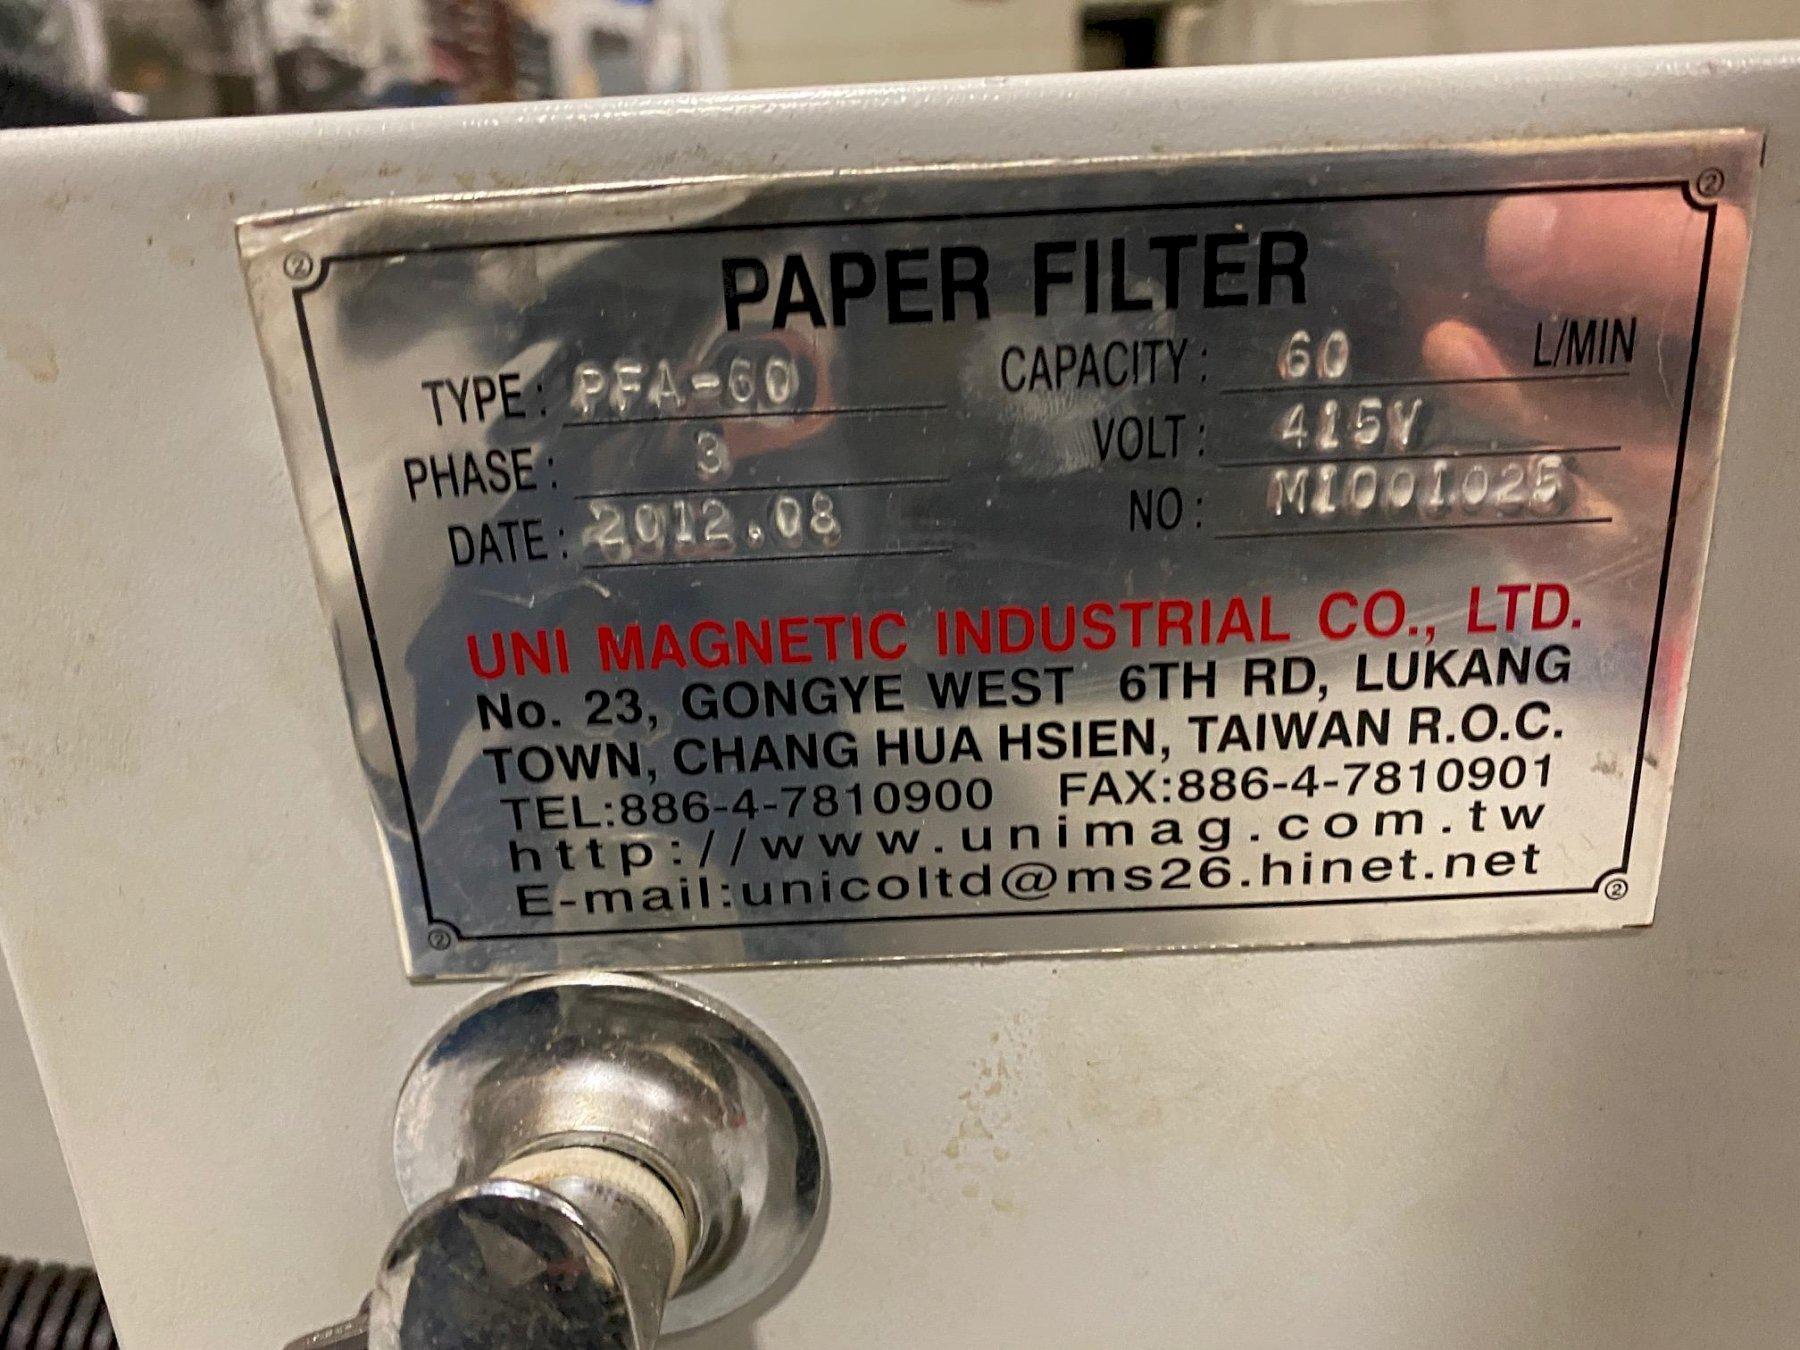 PAPER FILTER
TYPE: PFA-60 CAPACITY: 60 L/MIN
PHASE: 3 VOLT: 415V
DATE: 2012.08 NO: M1001025
UNI MAGNETIC INDUSTRIAL CO., LTD.
No. 23, GONGYE WEST 6TH RD, LUKANG
TOWN, CHANG HUA HSIEN, TAIWAN R.O.C.
TEL:886-4-7810900 FAX:886-4-7810901
http://www.unimag.com.tw
E-mail:unicoltd@ms26.hinet.net